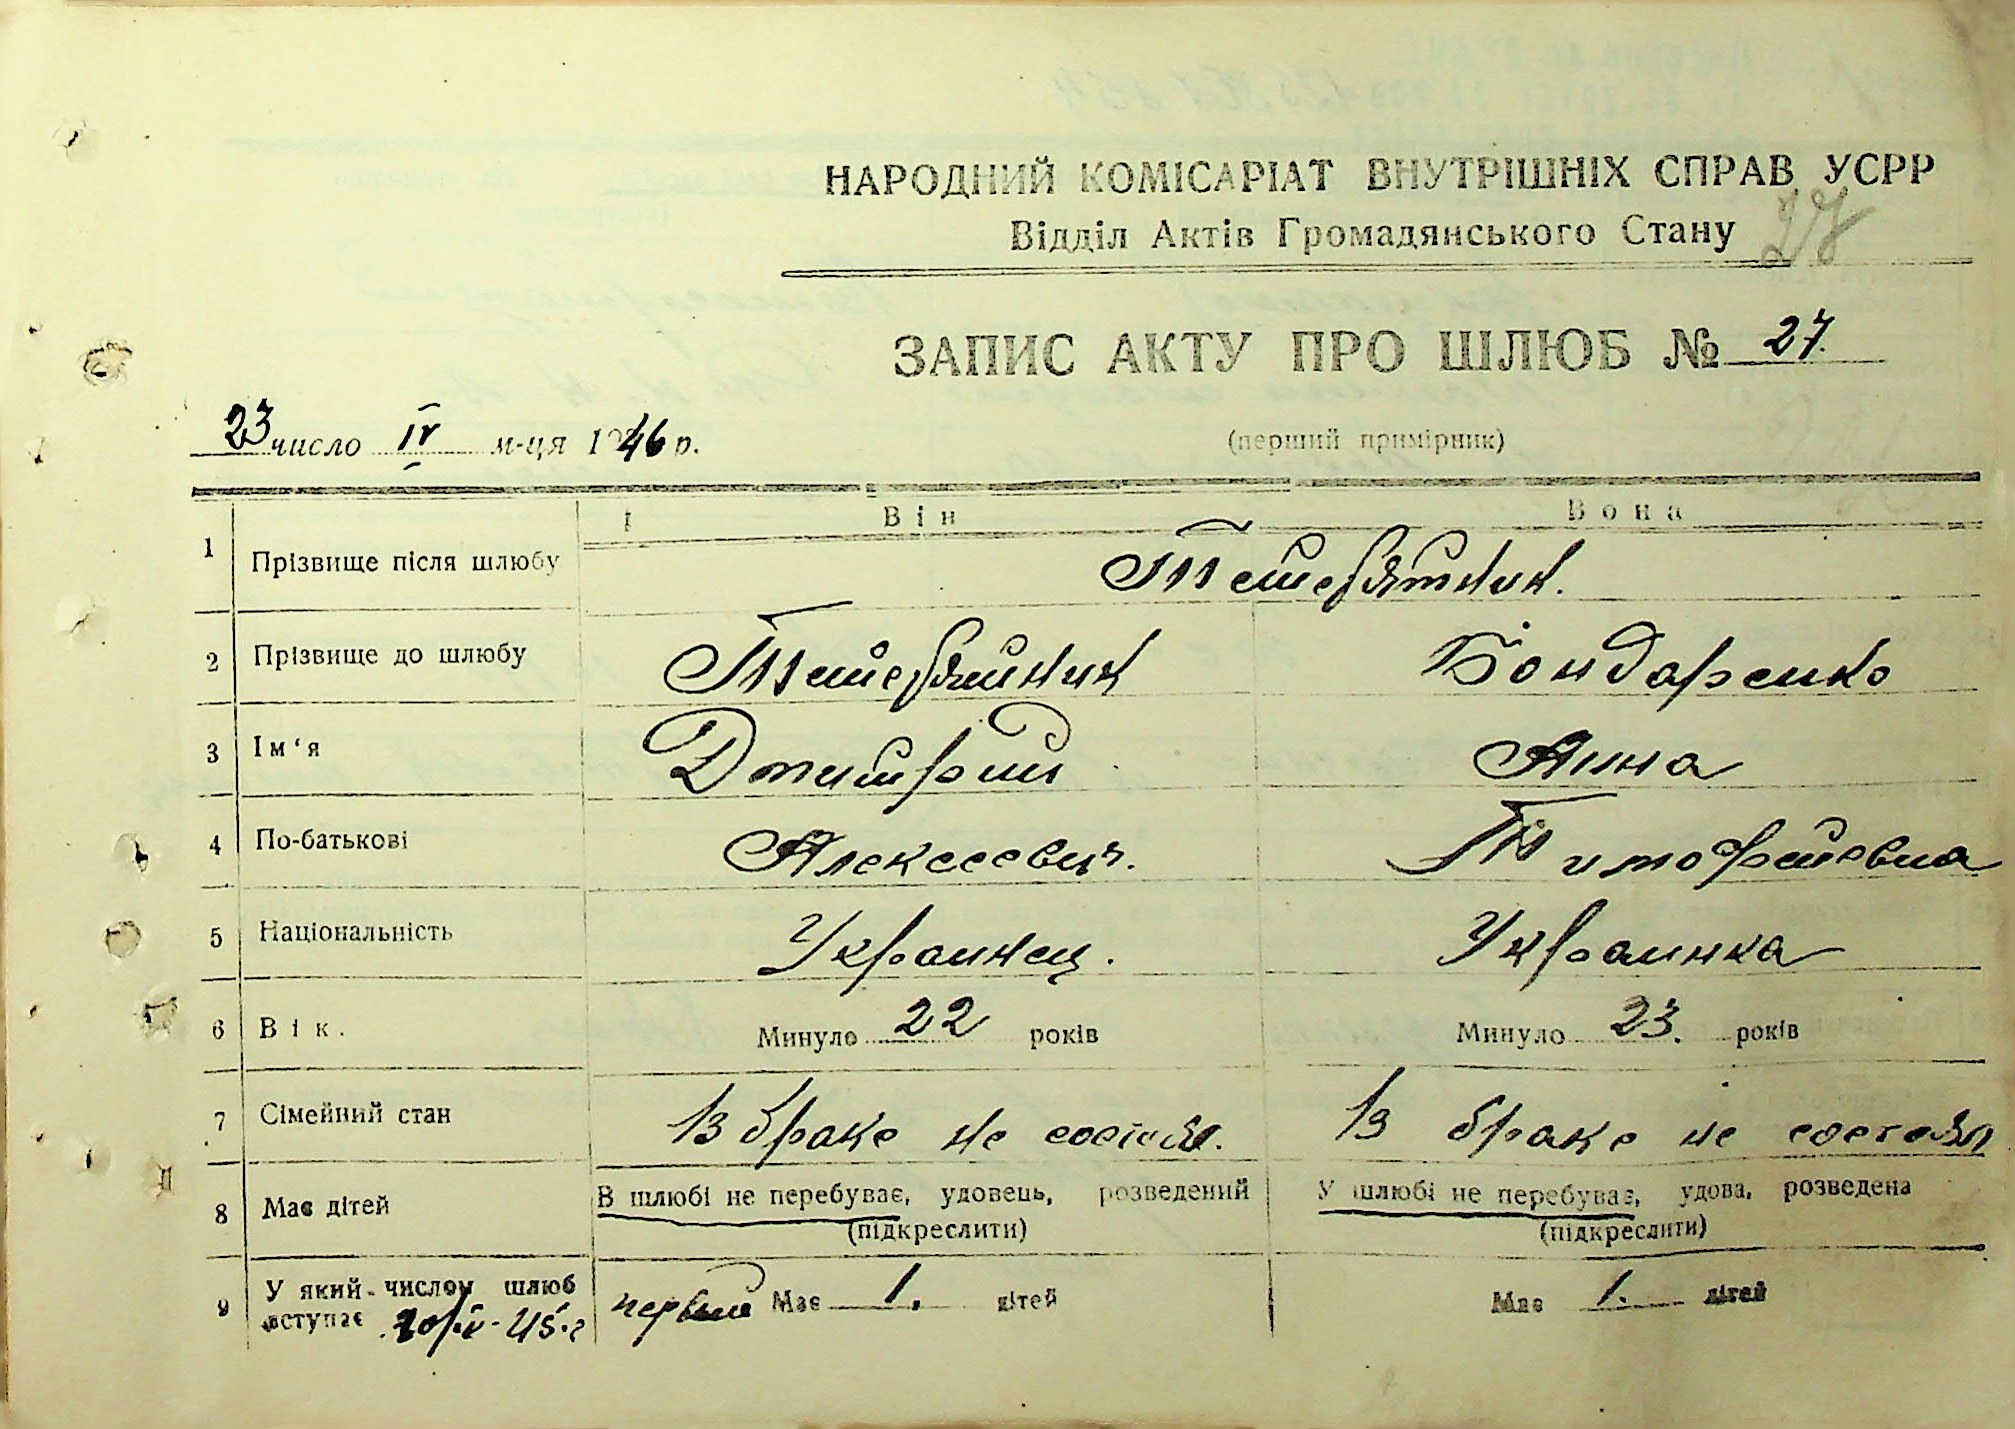 НАРОДНИЙ КОМІСАРІАТ ВНУТРІШНІХ СПРАВ УСРР
Відділ Актів Громадянського Стану 27
ЗАПИС АКТУ ПРО ШЛЮБ № 27.
23 число IV м-ця 1946 р. (перший примірник)
Він Вона
1 Прізвище після шлюбу Тетерятник.
2 Прізвище до шлюбу Тетерятник Бондаренко
3 Ім‘я Дмитрий Анна
4 По-батькові Алексеевич. Тимофеевна
5 Національність Украинец. Украинка
6 Вік. Минуло 22 років Минуло 23. років
7 Сімейний стан В браке не состоял. В браке не состоял
8 Має дітей В шлюбі не перебуває, удовець, розведений У шлюбі не перебуває, удова, розведена
(підкреслити) (підкреслити)
9 У який числом шлюб вступає первый Має 1. дітей Має 1. дітей